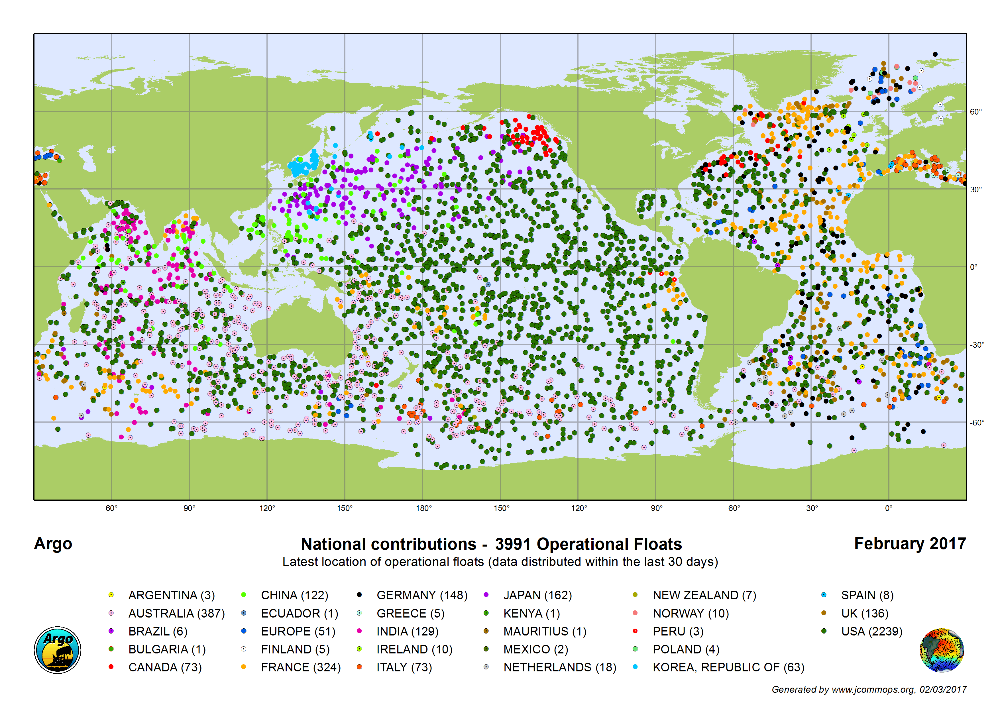 60°
30°
0°
-30°
-60°
60° 90° 120° 150° -180° -150° -120° -90° -60° -30° 0°
Argo National contributions - 3991 Operational Floats February 2017
Latest location of operational floats (data distributed within the last 30 days)
ARGENTINA (3) CHINA (122) GERMANY (148) JAPAN (162) NEW ZEALAND (7) SPAIN (8)
AUSTRALIA (387) ECUADOR (1) GREECE (5) KENYA (1) NORWAY (10) UK (136)
BRAZIL (6) EUROPE (51) INDIA (129) MAURITIUS (1) PERU (3) USA (2239)
Argo
BULGARIA (1) FINLAND (5) IRELAND (10) MEXICO (2) POLAND (4)
CANADA (73) FRANCE (324) ITALY (73) NETHERLANDS (18) KOREA, REPUBLIC OF (63)
Generated by www.jcommops.org, 02/03/2017